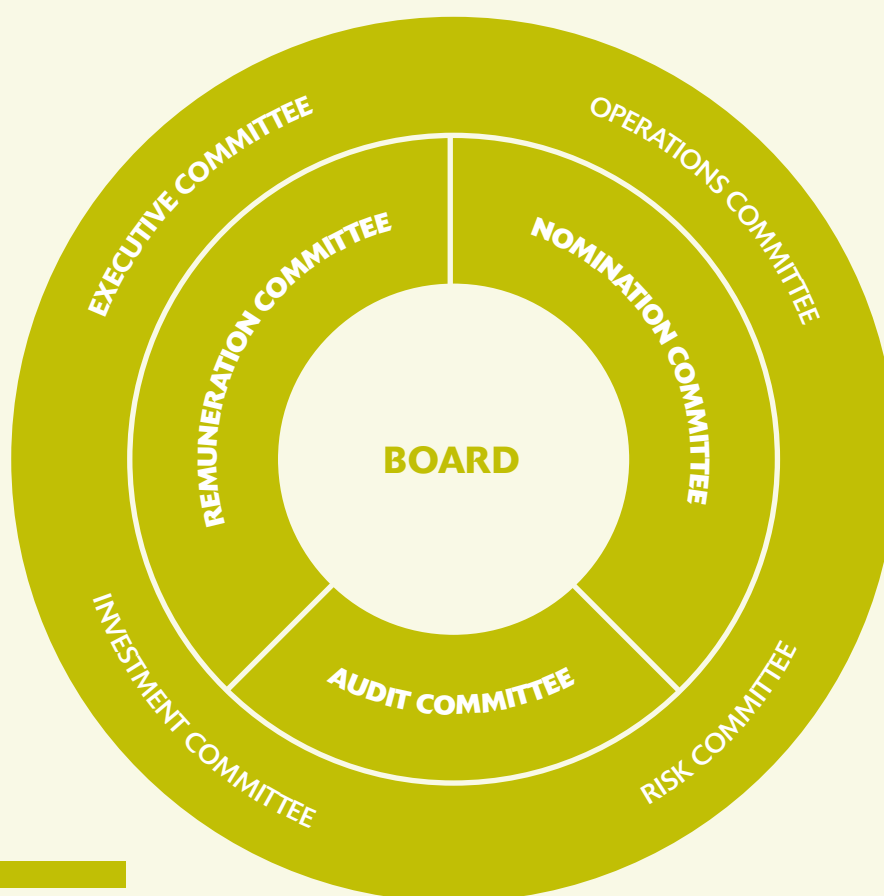 EXECUTIVE COMMITTEE
OPERATIONS COMMITTEE
REMUNERATION COMMITTEE
NOMINATION COMMITTEE
BOARD
AUDIT COMMITTEE
INVESTMENT COMMITTEE
RISK COMMITTEE